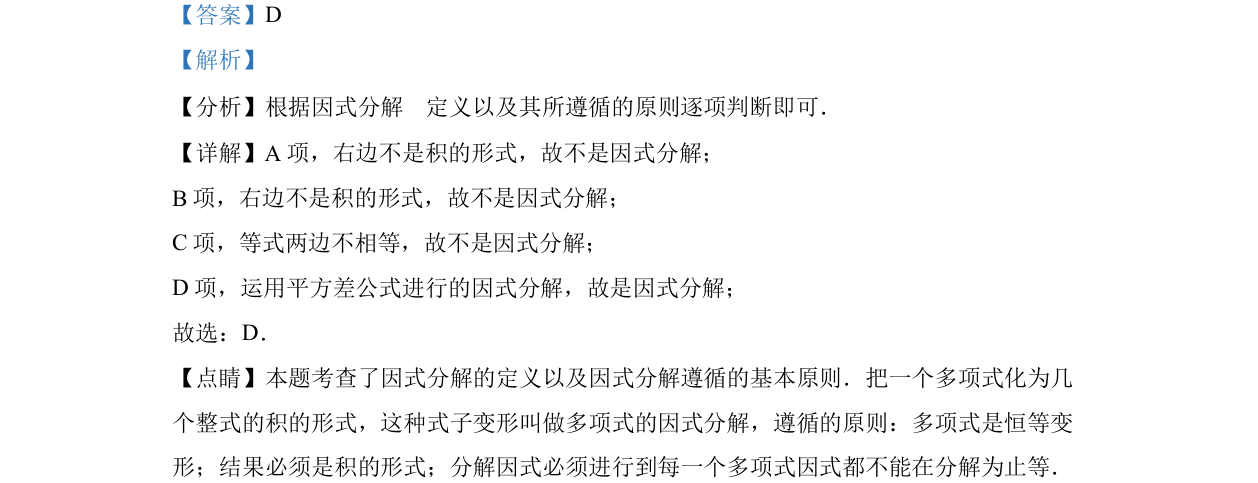 【答案】D
【解析】
【分析】根据因式分解 定义以及其所遵循的原则逐项判断即可．
【详解】A 项，右边不是积的形式，故不是因式分解；
B 项，右边不是积的形式，故不是因式分解；
C 项，等式两边不相等，故不是因式分解；
D 项，运用平方差公式进行的因式分解，故是因式分解；
故选：D．
【点睛】本题考查了因式分解的定义以及因式分解遵循的基本原则．把一个多项式化为几
个整式的积的形式，这种式子变形叫做多项式的因式分解，遵循的原则：多项式是恒等变
形；结果必须是积的形式；分解因式必须进行到每一个多项式因式都不能在分解为止等．